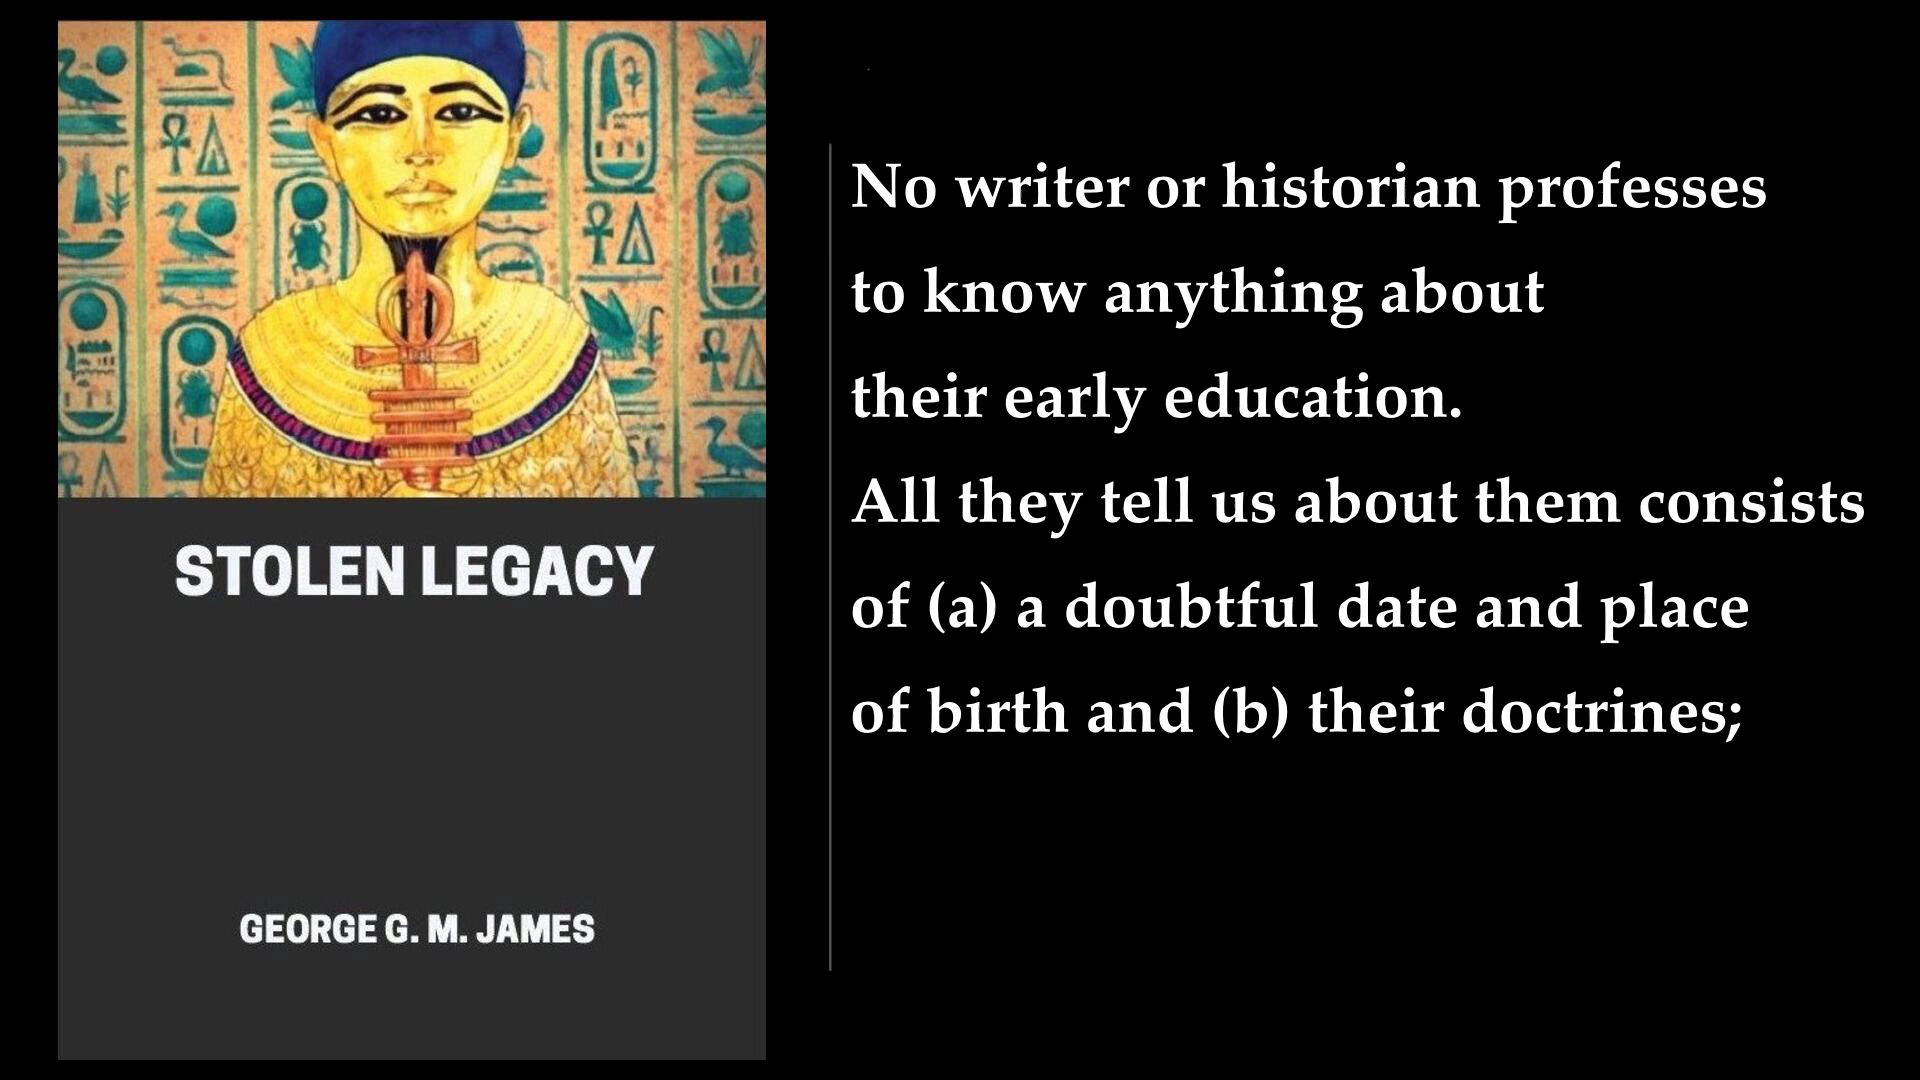 STOLEN LEGACY
GEORGE G. M. JAMES
No writer or historian professes
to know anything about
their early education.
All they tell us about them consists
of (a) a doubtful date and place
of birth and (b) their doctrines;